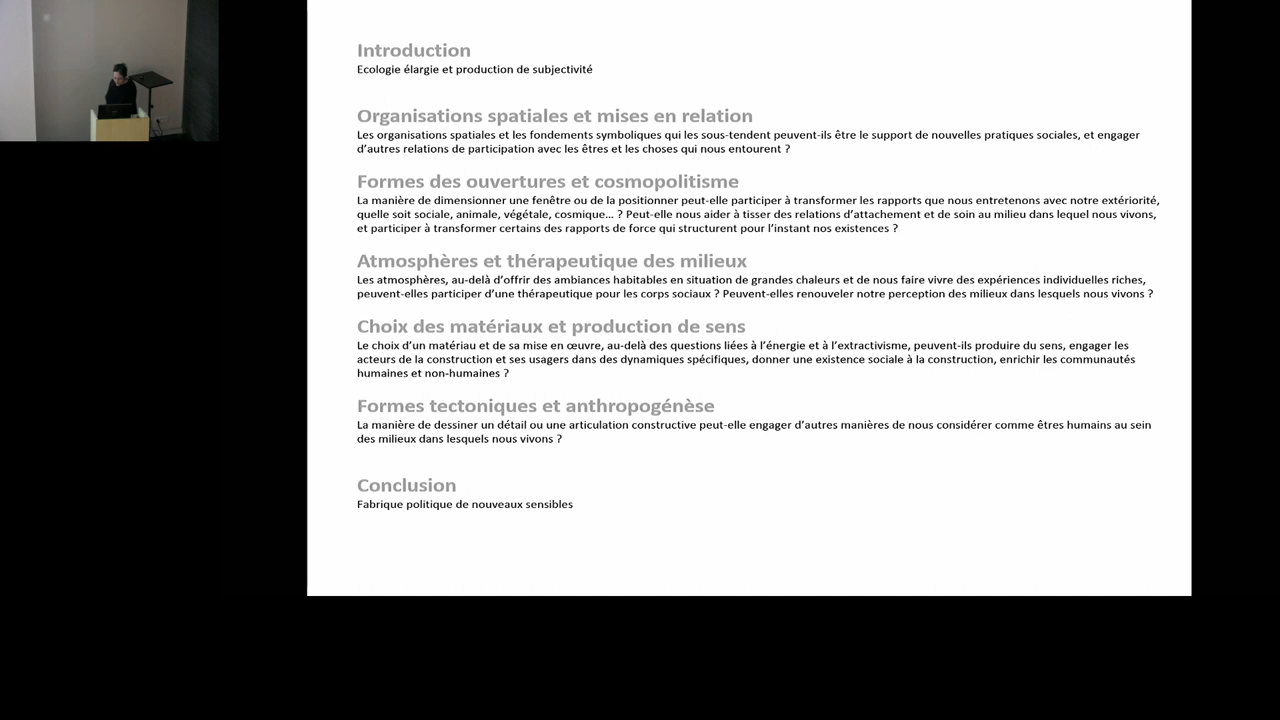 Introduction
Ecologie élargie et production de subjectivité
Organisations spatiales et mises en relation
Les organisations spatiales et les fondements symboliques qui les sous-tendent peuvent-ils être le support de nouvelles pratiques sociales, et engager
d’autres relations de participation avec les êtres et les choses qui nous entourent ?
Formes des ouvertures et cosmopolitisme
La manière de dimensionner une fenêtre ou de la positionner peut-elle participer à transformer les rapports que nous entretenons avec notre extériorité,
quelle soit sociale, animale, végétale, cosmique... ? Peut-elle nous aider à tisser des relations d’attachement et de soin au milieu dans lequel nous vivons,
et participer à transformer certains des rapports de force qui structurent pour l’instant nos existences ?
Atmosphères et thérapeutique des milieux
Les atmosphères, au-delà d’offrir des ambiances habitables en situation de grandes chaleurs et de nous faire vivre des expériences individuelles riches,
peuvent-elles participer d’une thérapeutique pour les corps sociaux ? Peuvent-elles renouveler notre perception des milieux dans lesquels nous vivons ?
Choix des matériaux et production de sens
Le choix d’un matériau et de sa mise en œuvre, au-delà des questions liées à l’énergie et à l’extractivisme, peuvent-ils produire du sens, engager les
acteurs de la construction et ses usagers dans des dynamiques spécifiques, donner une existence sociale à la construction, enrichir les communautés
humaines et non-humaines ?
Formes tectoniques et anthropogénèse
La manière de dessiner un détail ou une articulation constructive peut-elle engager d’autres manières de nous considérer comme êtres humains au sein
des milieux dans lesquels nous vivons ?
Conclusion
Fabrique politique de nouveaux sensibles